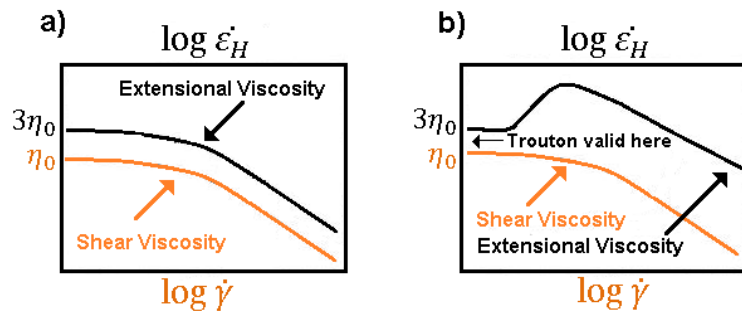 a)
log ε̇_H
Extensional Viscosity
3η₀
η₀
Shear Viscosity
log γ̇
b)
log ε̇_H
3η₀
Trouton valid here
η₀
Shear Viscosity
Extensional Viscosity
log γ̇